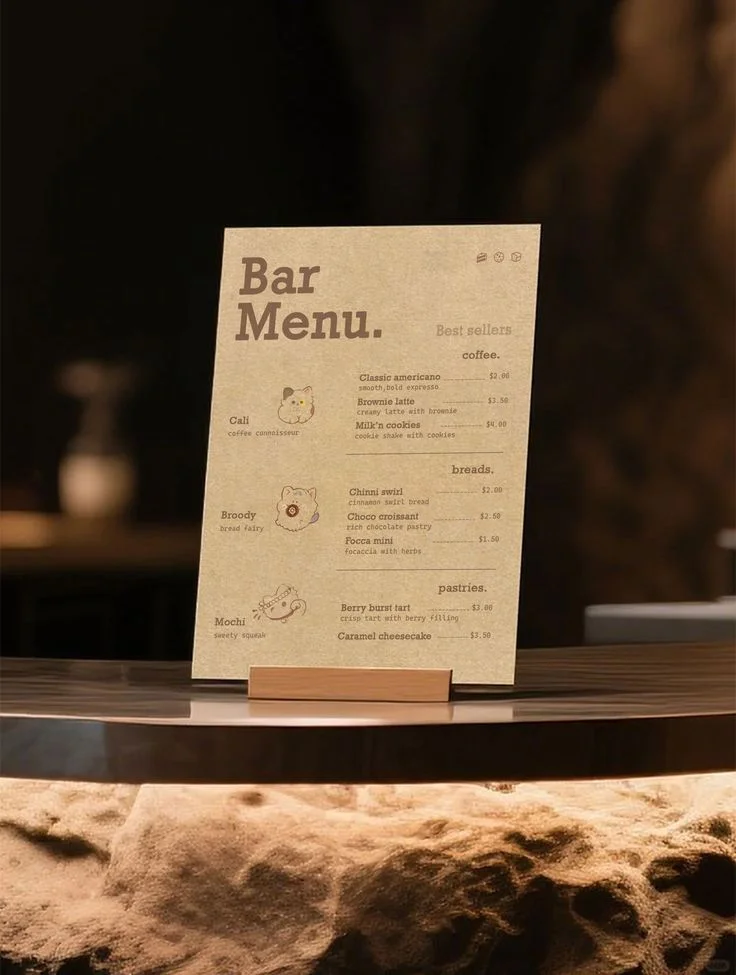 Bar
Menu.
Best sellers
coffee.
Classic americano $2.00
smooth,bold espresso
Brownie latte $3.50
creamy latte with brownie
Milk'n cookies $4.00
cookie shake with cookies
Cali
coffee connoisseur
breads.
Chinni swirl $2.00
cinnamon swirl bread
Choco croissant $2.50
rich chocolate pastry
Focca mini $1.50
focaccia with herbs
Broody
bread fairy
pastries.
Berry burst tart $3.00
crisp tart with berry filling
Caramel cheesecake $3.50
Mochi
sweety squeak